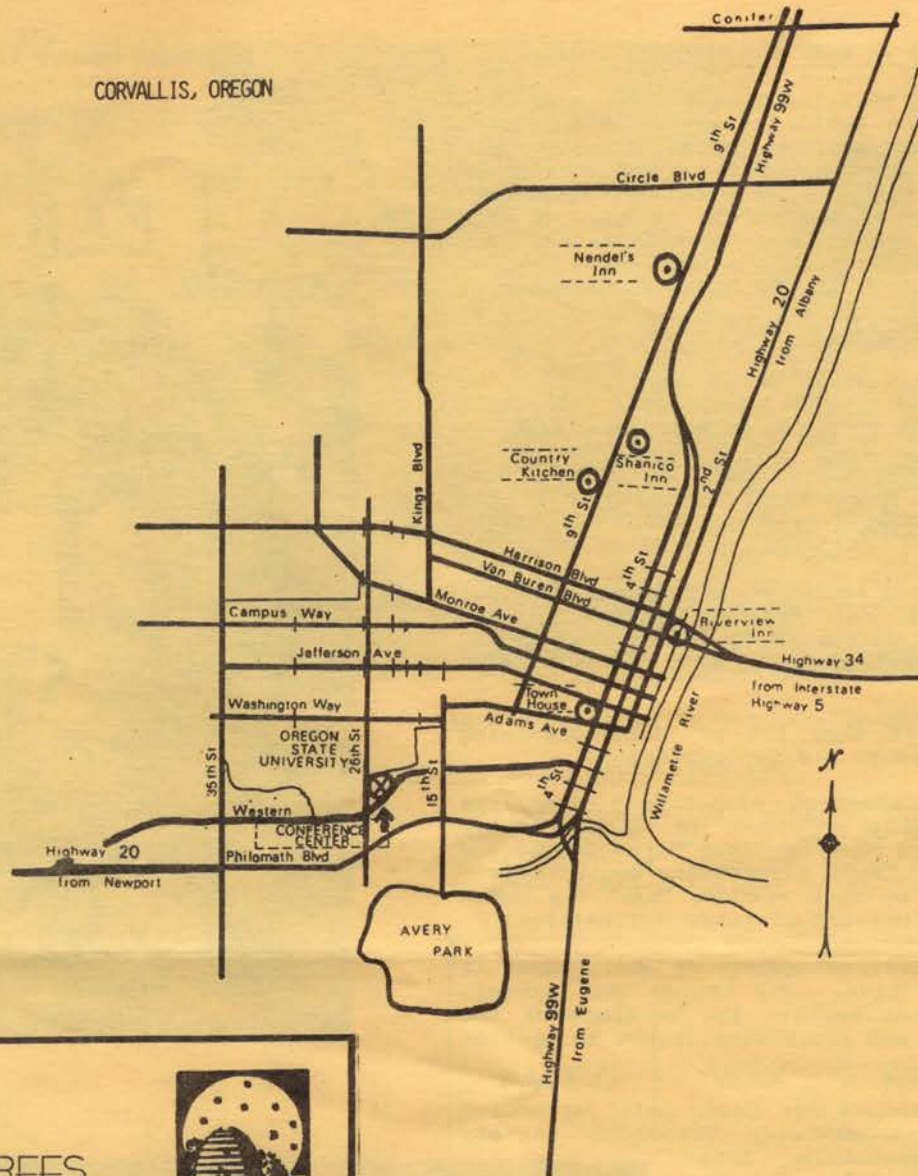 CORVALLIS, OREGON
Conifer
9th St
Highway 99W
Circle Blvd
Nendel's
Inn
Highway 20
from Albany
Kings Blvd
Country
Kitchen
Shanico
Inn
2nd St
9th St
Harrison Blvd
Van Buren Blvd
4th St
Monroe Ave
Campus Way
Riverview
Inn
Jefferson Ave
Highway 34
from Interstate
Highway 5
Washington Way
Town
House
Adams Ave
OREGON
STATE
UNIVERSITY
26th St
35th St
15th St
4th St
Willamette River
N
Western
CONFERENCE
CENTER
Highway 20
Philomath Blvd
from Newport
AVERY
PARK
Highway 99W
from Eugene
TREES